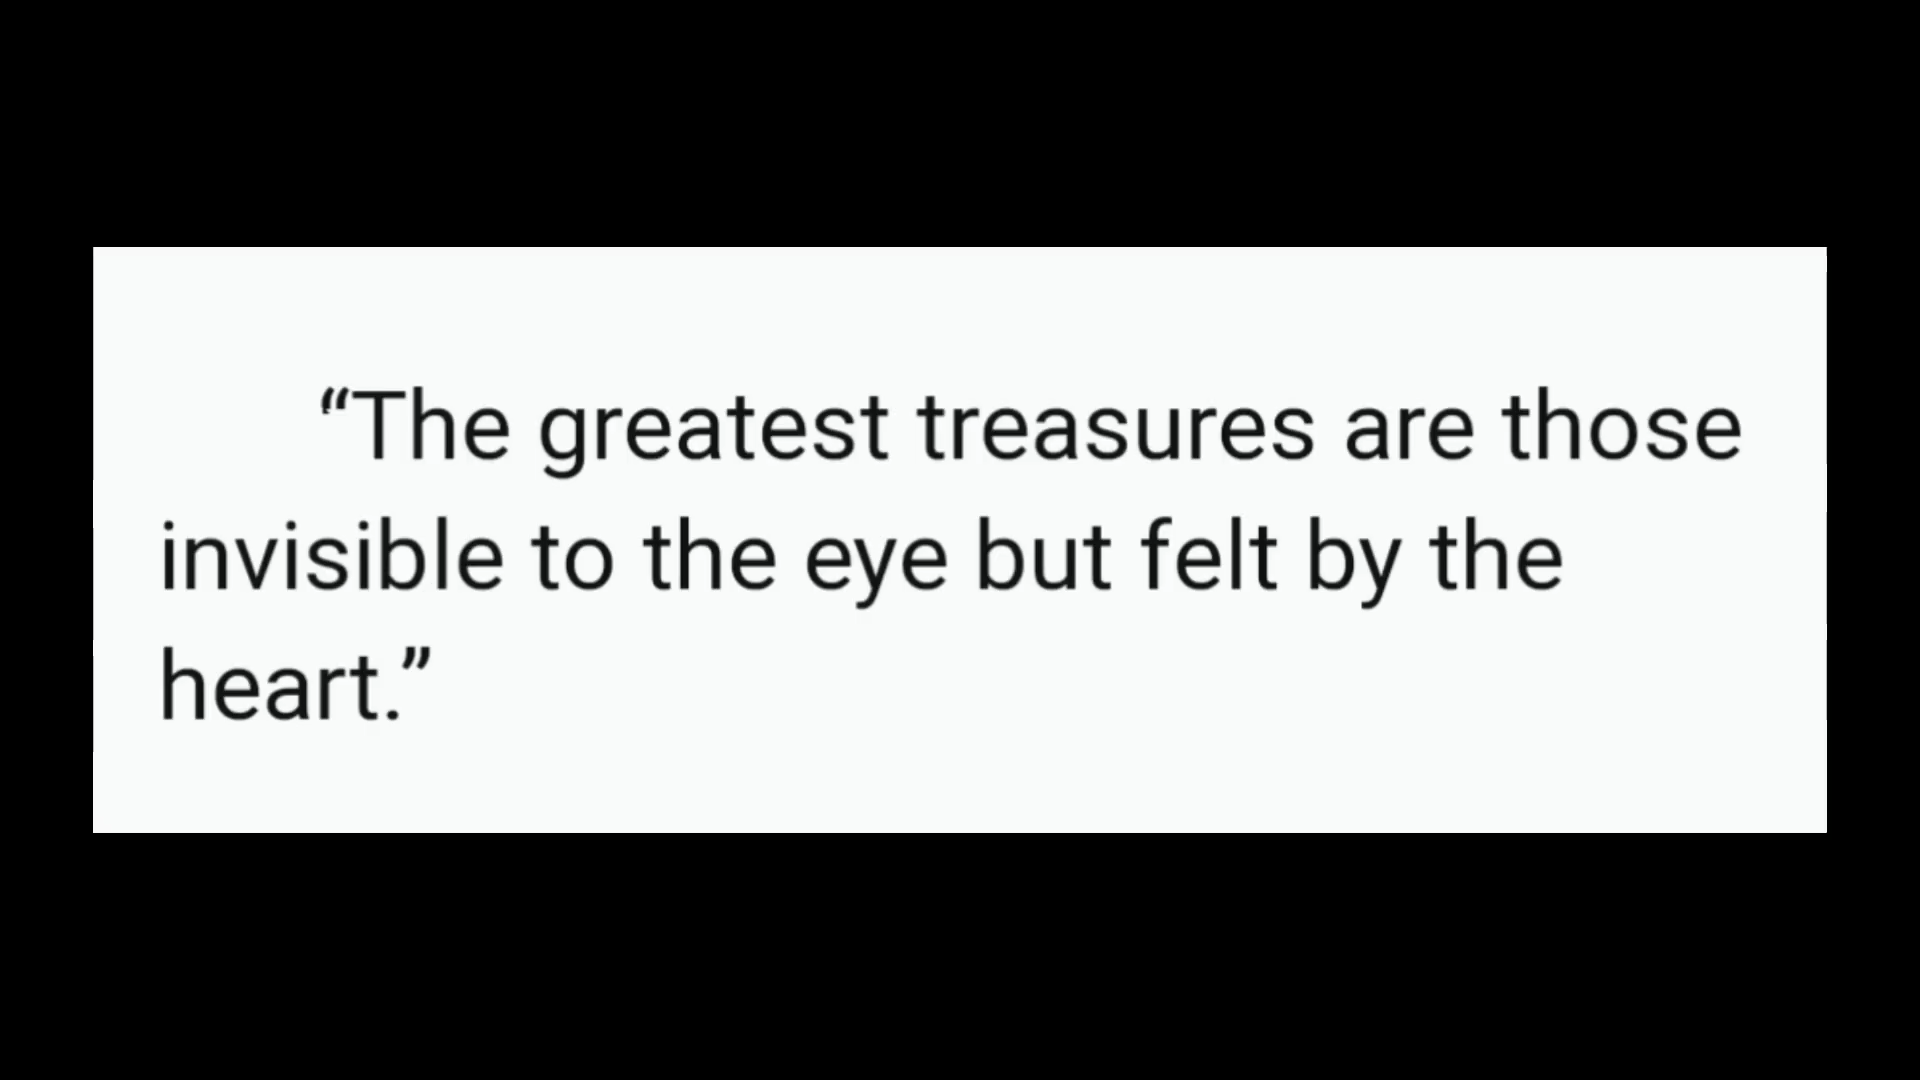 “The greatest treasures are those
invisible to the eye but felt by the
heart.”